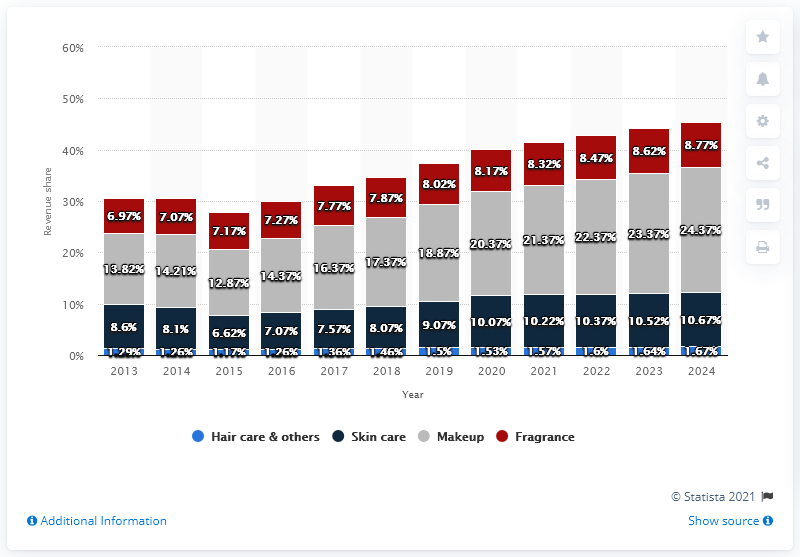 60%
50%
40%
30%
20%
10%
0%
Revenue share
6.97% 7.07% 7.17% 7.27% 7.77% 7.87% 8.02% 8.17% 8.32% 8.47% 8.62% 8.77%
13.82% 14.21% 12.87% 14.37% 16.37% 17.37% 18.87% 20.37% 21.37% 22.37% 23.37% 24.37%
8.6% 8.1% 6.62% 7.07% 7.57% 8.07% 9.07% 10.07% 10.22% 10.37% 10.52% 10.67%
1.29% 1.26% 1.17% 1.26% 1.36% 1.46% 1.5% 1.53% 1.57% 1.6% 1.64% 1.67%
2013 2014 2015 2016 2017 2018 2019 2020 2021 2022 2023 2024
Year
Hair care & others Skin care Makeup Fragrance
© Statista 2021
Additional Information Show source